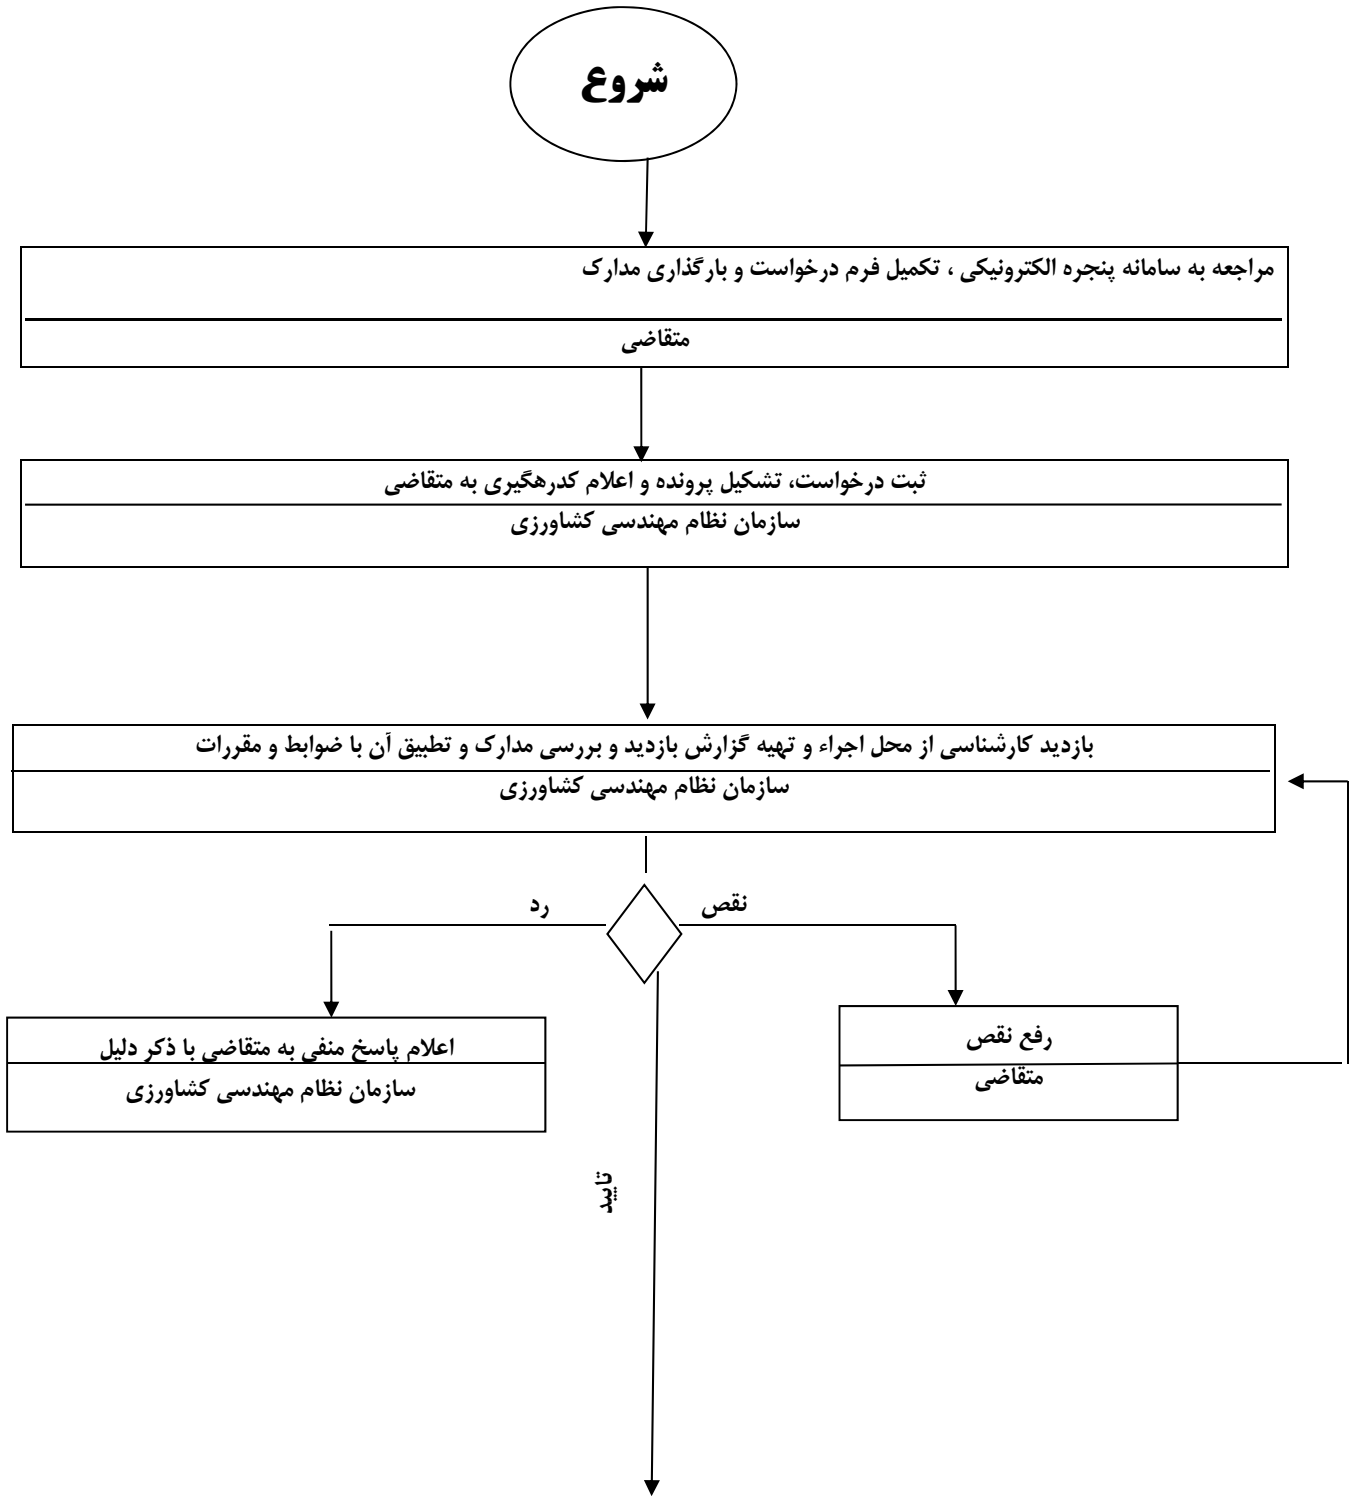 شروع
مراجعه به سامانه پنجره الکترونیکی ، تکمیل فرم درخواست و بارگذاری مدارک
متقاضی
ثبت درخواست، تشکیل پرونده و اعلام کدرهگیری به متقاضی
سازمان نظام مهندسی کشاورزی
بازدید کارشناسی از محل اجراء و تهیه گزارش بازدید و بررسی مدارک و تطبیق آن با ضوابط و مقررات
سازمان نظام مهندسی کشاورزی
نقص
رد
رفع نقص
متقاضی
اعلام پاسخ منفی به متقاضی با ذکر دلیل
سازمان نظام مهندسی کشاورزی
تایید